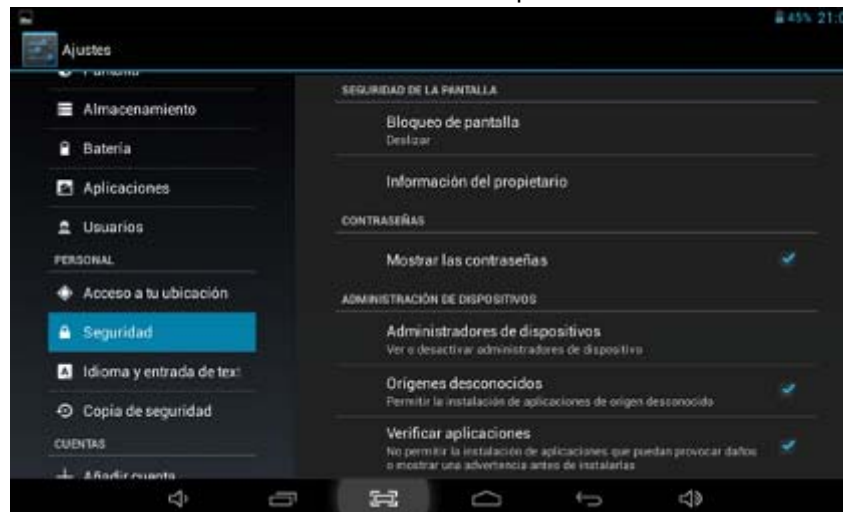 45% 21:0
Ajustes
Pantalla
Almacenamiento
Batería
Aplicaciones
Usuarios
PERSONAL
Acceso a tu ubicación
Seguridad
Idioma y entrada de tex
Copia de seguridad
CUENTAS
Añadir cuenta
SEGURIDAD DE LA PANTALLA
Bloqueo de pantalla
Deslizar
Información del propietario
CONTRASEÑAS
Mostrar las contraseñas
ADMINISTRACIÓN DE DISPOSITIVOS
Administradores de dispositivos
Ver o desactivar administradores de dispositivo
Orígenes desconocidos
Permitir la instalación de aplicaciones de origen desconocido
Verificar aplicaciones
No permitir la instalación de aplicaciones que puedan provocar daños
o mostrar una advertencia antes de instalarlas